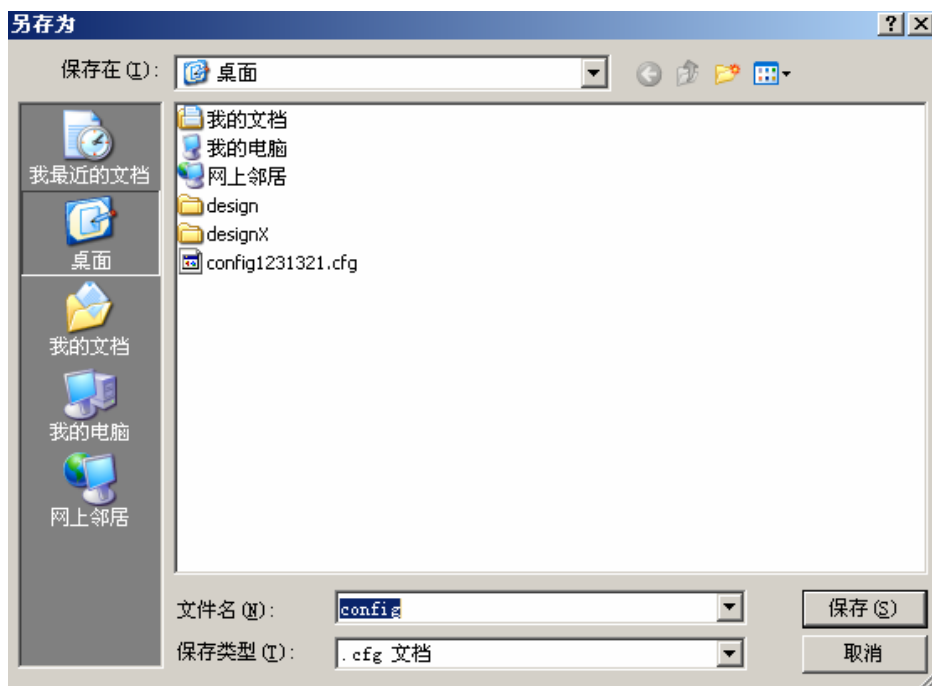 另存为
保存在(I):
桌面
我最近的文档
桌面
我的文档
我的电脑
网上邻居
我的文档
我的电脑
网上邻居
design
designX
config1231321.cfg
文件名(N):
config
保存(S)
保存类型(T):
.cfg 文档
取消